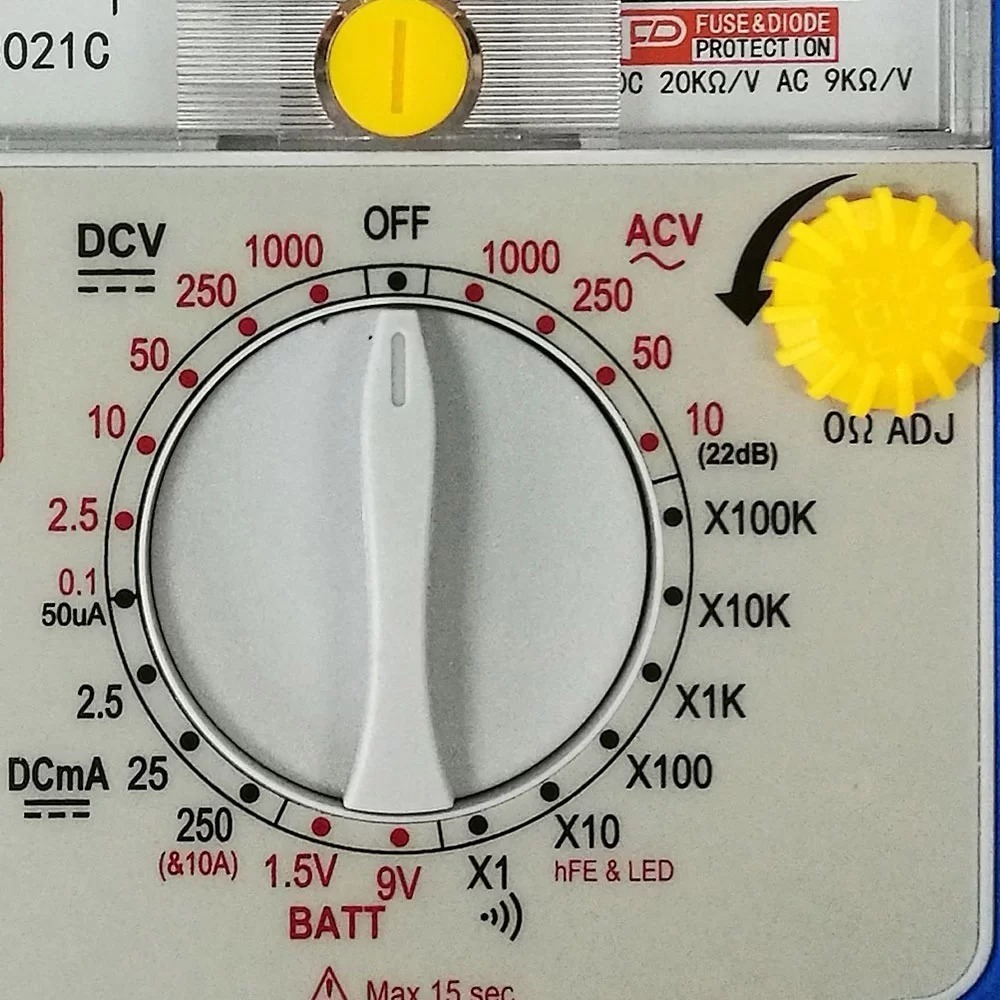 021C
FUSE&DIODE
PROTECTION
DC 20KΩ/V AC 9KΩ/V
OFF
DCV
1000
250
50
10
2.5
0.1
50uA
2.5
DCmA 25
250
(&10A)
1.5V
9V
BATT
ACV
1000
250
50
10
(22dB)
X100K
X10K
X1K
X100
X10
hFE & LED
X1
0Ω ADJ
Max 15 sec